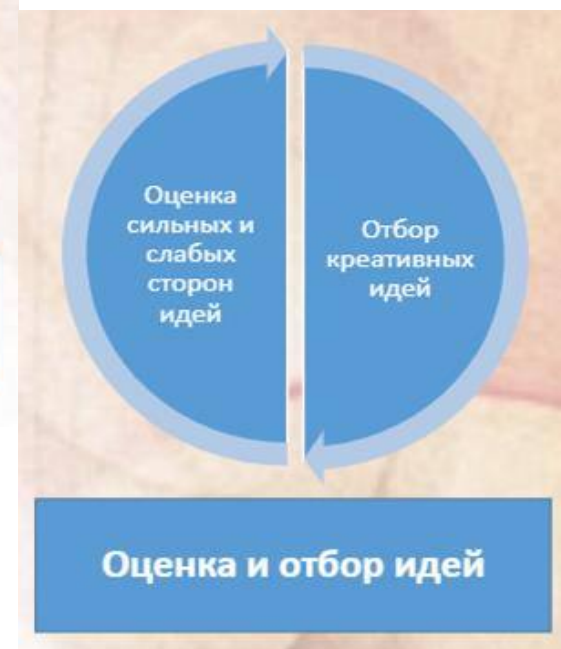 Оценка
сильных и
слабых
сторон
идей
Отбор
креативных
идей
Оценка и отбор идей